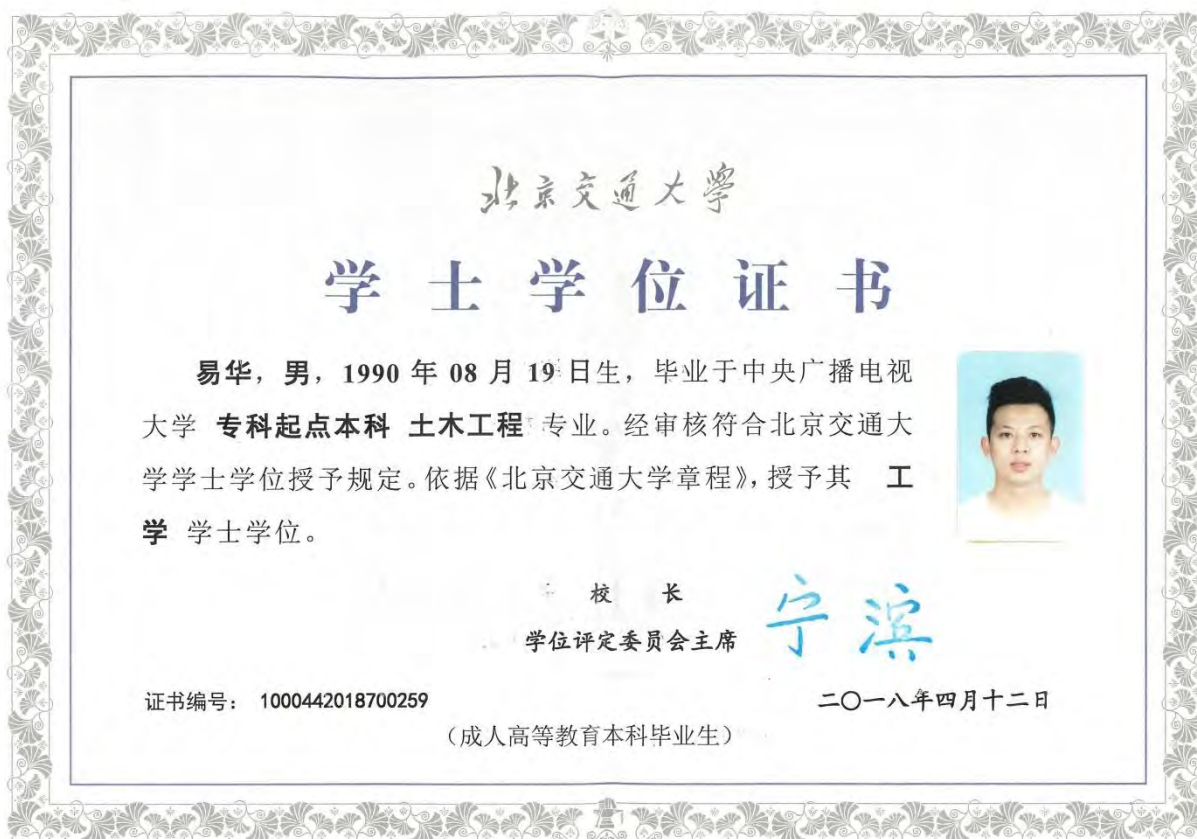 北京交通大學
学士学位证书
易华，男，1990 年 08 月 19 日生，毕业于中央广播电视
大学 专科起点本科 土木工程 专业。经审核符合北京交通大
学学士学位授予规定。依据《北京交通大学章程》，授予其 工
学 学士学位。
校 长
学位评定委员会主席
宁滨
证书编号： 1000442018700259
二〇一八年四月十二日
（成人高等教育本科毕业生）